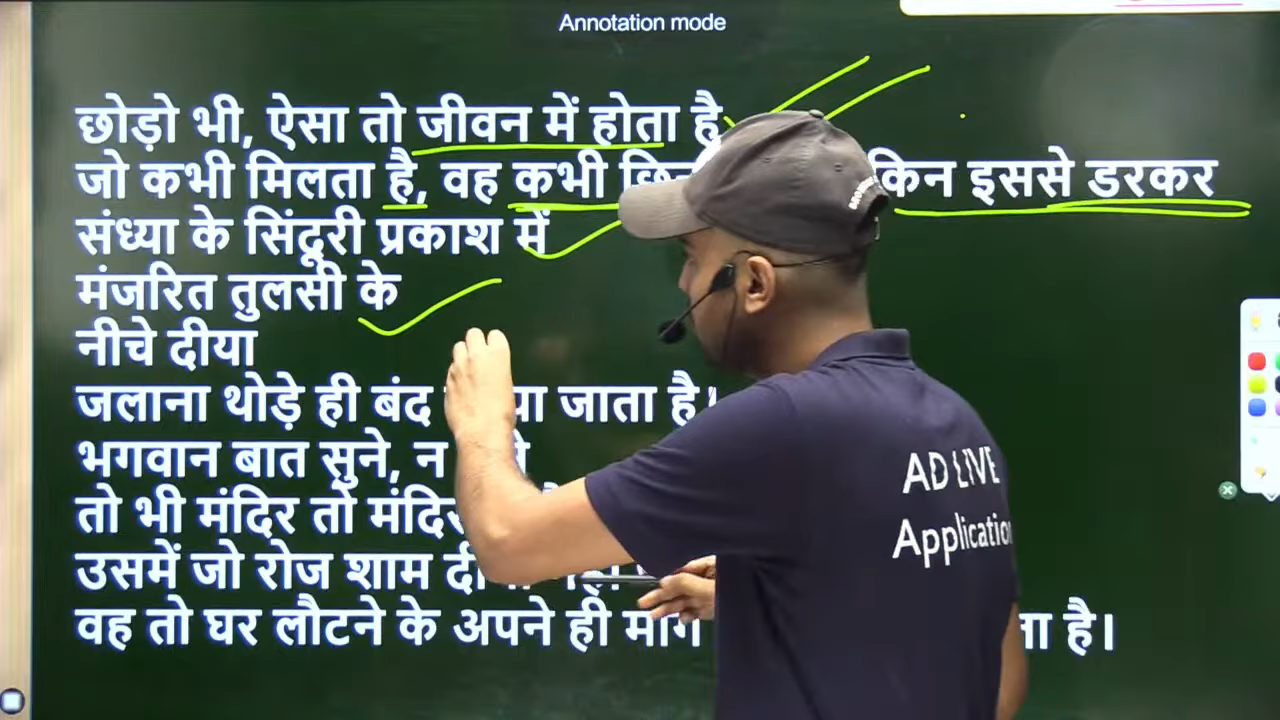 Annotation mode
छोड़ो भी, ऐसा तो जीवन में होता है
जो कभी मिलता है, वह कभी इससे डरकर
संध्या के सिंदूरी प्रकाश में
मंजरित तुलसी के
नीचे दीया
जलाना थोड़े ही बंद जाता है।
भगवान बात सुने, न
तो भी मंदिर तो
उसमें जो रोज शाम
वह तो घर लौटने के अपने ही है।
AD LIVE
Application